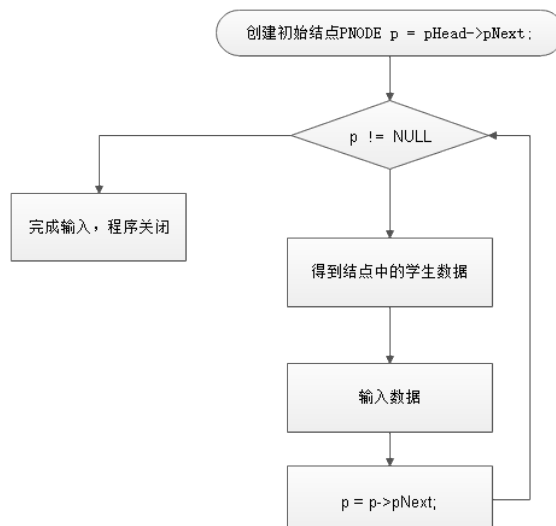 创建初始结点PNODE p = pHead->pNext;
p != NULL
完成输入，程序关闭
得到结点中的学生数据
输入数据
p = p->pNext;